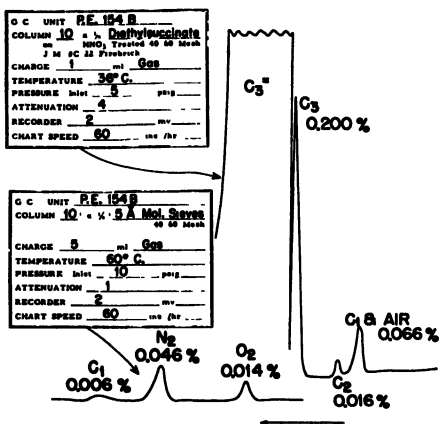 G C UNIT P.E. 154 B
COLUMN 10 x ¼ Diethylsuccinate
on HNO3 Treated 40 60 Mesh
J M #C 22 Firebrick
CHARGE 1 ml Gas
TEMPERATURE 36° C.
PRESSURE Inlet 5 psig
ATTENUATION 4
RECORDER 2 mv
CHART SPEED 60 ins /hr
G C UNIT P.E. 154B
COLUMN 10' x ¼' 5 Å Mol. Sieves
40 60 Mesh
CHARGE 5 ml Gas
TEMPERATURE 60° C.
PRESSURE Inlet 10 psig
ATTENUATION 1
RECORDER 2 mv
CHART SPEED 60 ins /hr
C3=
C3
0.200 %
C1 & AIR
0.066 %
C2
0.016 %
C1
0.006 %
N2
0.046 %
O2
0.014 %